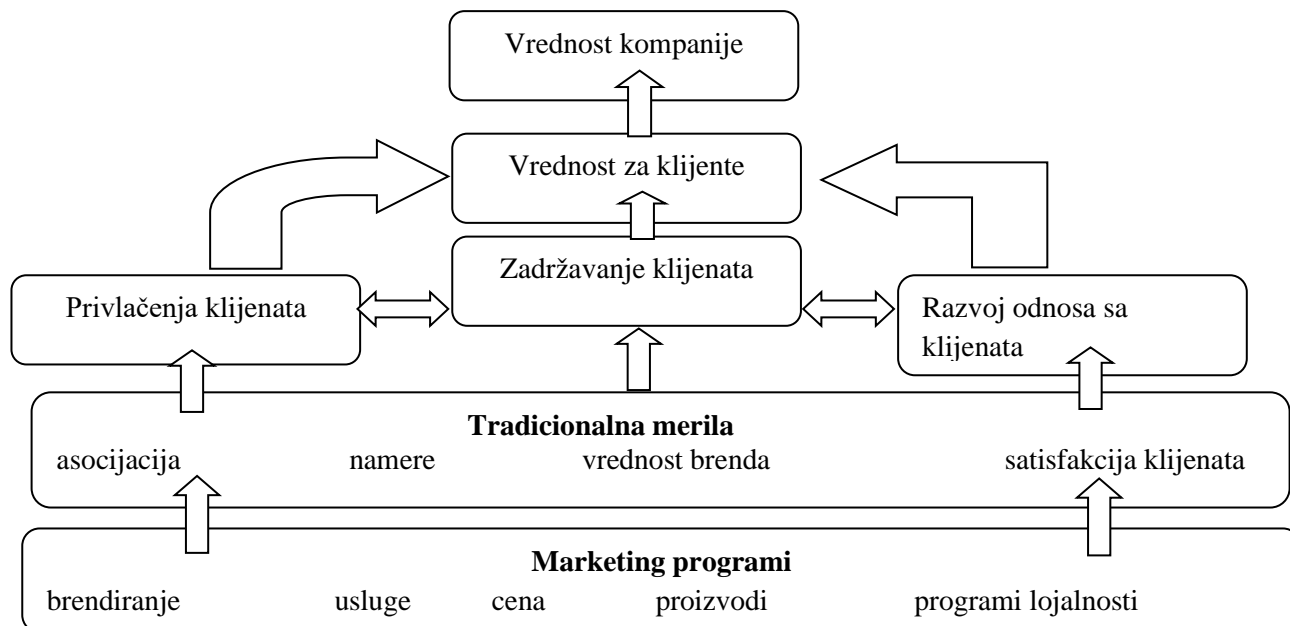 Vrednost kompanije
Vrednost za klijente
Zadržavanje klijenata
Privlačenja klijenata
Razvoj odnosa sa
klijenata
Tradicionalna merila
asocijacija namere vrednost brenda satisfakcija klijenata
Marketing programi
brendiranje usluge cena proizvodi programi lojalnosti